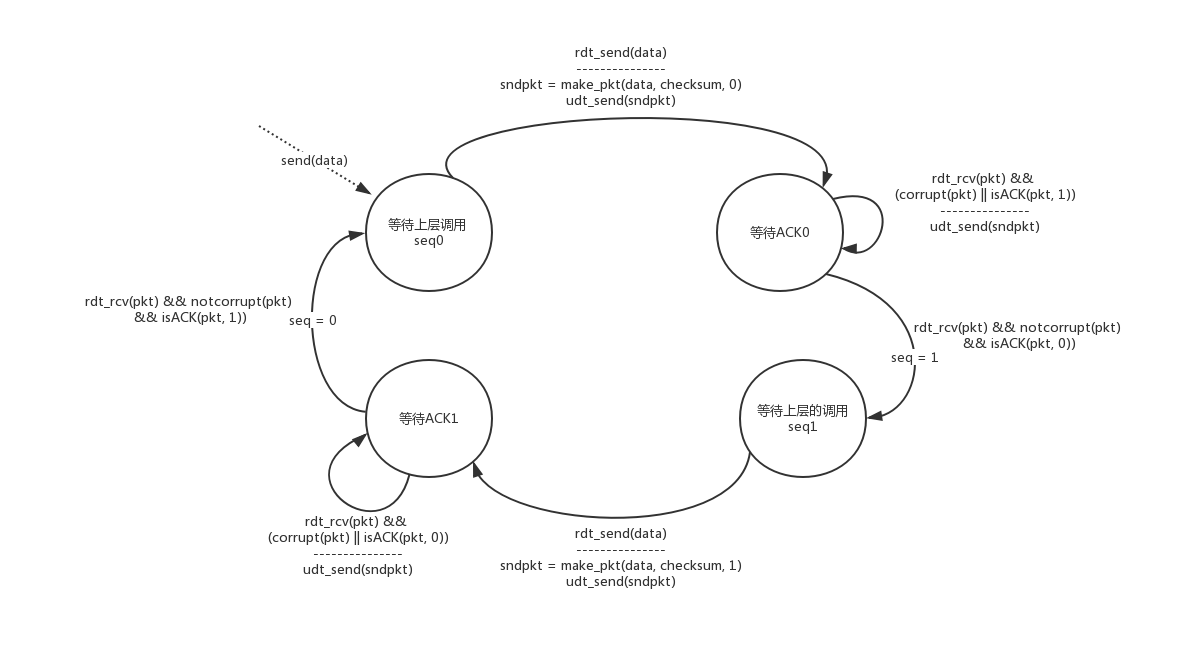 rdt_send(data)
---------------
sndpkt = make_pkt(data, checksum, 0)
udt_send(sndpkt)
send(data)
等待上层调用
seq0
等待ACK0
rdt_rcv(pkt) &&
(corrupt(pkt) || isACK(pkt, 1))
---------------
udt_send(sndpkt)
rdt_rcv(pkt) && notcorrupt(pkt)
&& isACK(pkt, 1))
seq = 0
rdt_rcv(pkt) && notcorrupt(pkt)
&& isACK(pkt, 0))
seq = 1
等待ACK1
等待上层的调用
seq1
rdt_rcv(pkt) &&
(corrupt(pkt) || isACK(pkt, 0))
---------------
udt_send(sndpkt)
rdt_send(data)
---------------
sndpkt = make_pkt(data, checksum, 1)
udt_send(sndpkt)